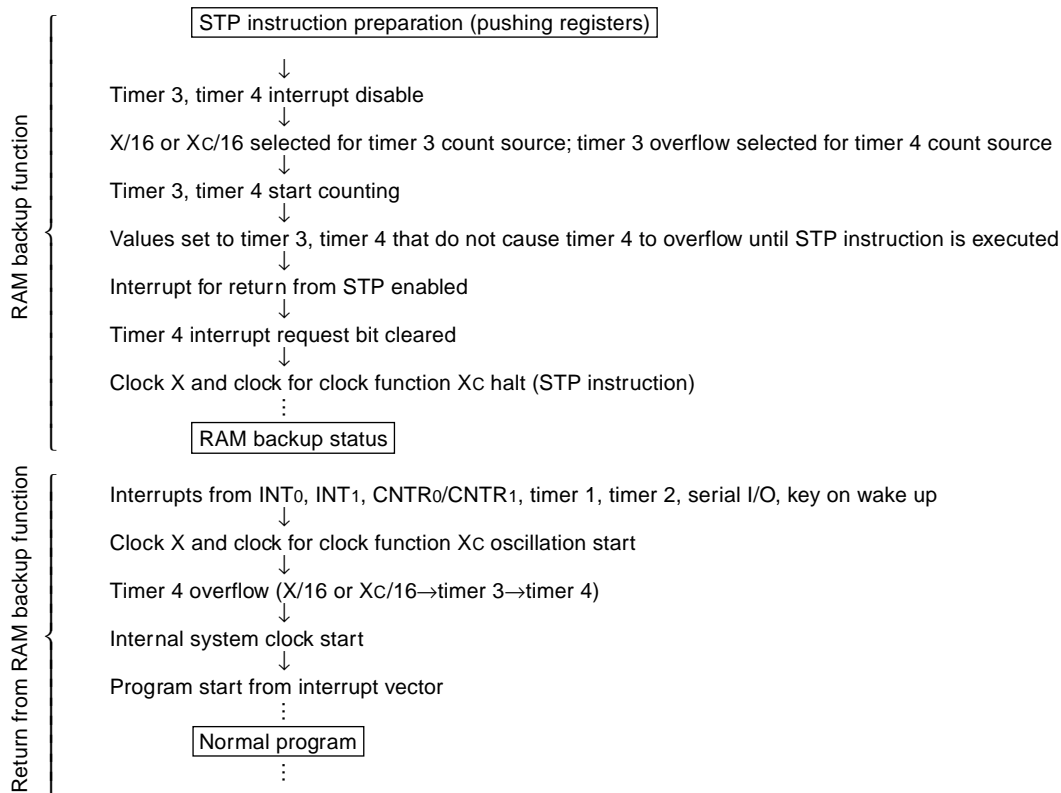 RAM backup function
STP instruction preparation (pushing registers)
↓
Timer 3, timer 4 interrupt disable
↓
X/16 or XC/16 selected for timer 3 count source; timer 3 overflow selected for timer 4 count source
↓
Timer 3, timer 4 start counting
↓
Values set to timer 3, timer 4 that do not cause timer 4 to overflow until STP instruction is executed
↓
Interrupt for return from STP enabled
↓
Timer 4 interrupt request bit cleared
↓
Clock X and clock for clock function XC halt (STP instruction)
⋮
RAM backup status
Return from RAM backup function
Interrupts from INT0, INT1, CNTR0/CNTR1, timer 1, timer 2, serial I/O, key on wake up
↓
Clock X and clock for clock function XC oscillation start
↓
Timer 4 overflow (X/16 or XC/16→timer 3→timer 4)
↓
Internal system clock start
↓
Program start from interrupt vector
⋮
Normal program
⋮